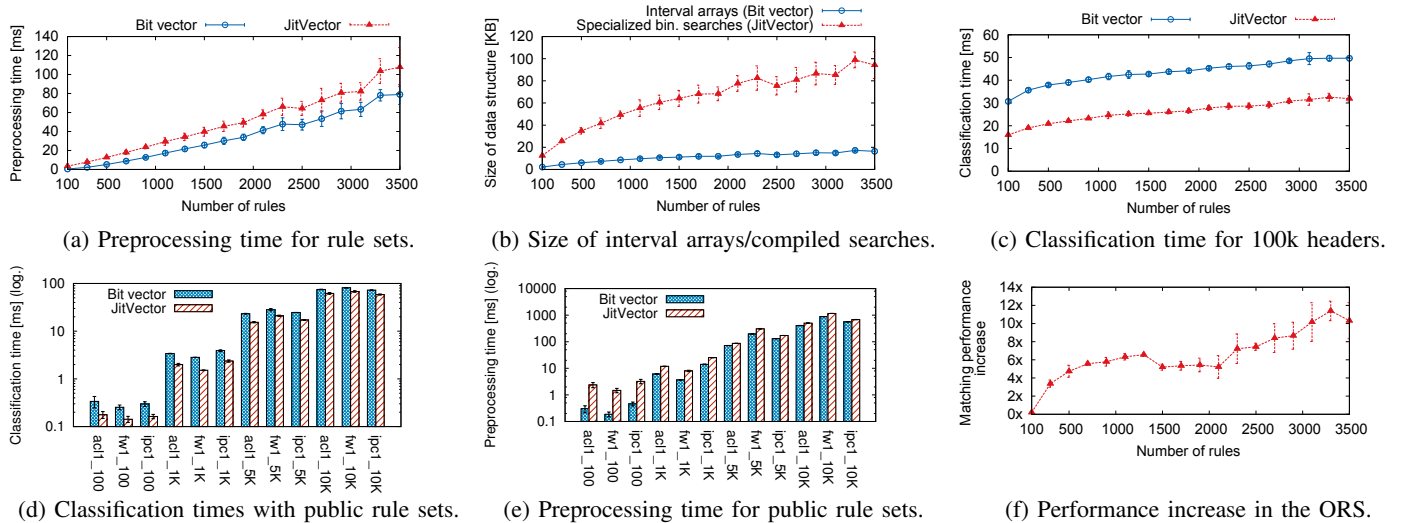 Bit vector JitVector
Preprocessing time [ms]
140
120
100
80
60
40
20
0
100 500 1000 1500 2000 2500 3000 3500
Number of rules
(a) Preprocessing time for rule sets.
Interval arrays (Bit vector)
Specialized bin. searches (JitVector)
Size of data structure [KB]
120
100
80
60
40
20
0
100 500 1000 1500 2000 2500 3000 3500
Number of rules
(b) Size of interval arrays/compiled searches.
Bit vector JitVector
Classification time [ms]
60
50
40
30
20
10
0
100 500 1000 1500 2000 2500 3000 3500
Number of rules
(c) Classification time for 100k headers.
Classification time [ms] (log.)
Bit vector
JitVector
100
10
1
0.1
acl1_100 fw1_100 ipc1_100 acl1_1K fw1_1K ipc1_1K acl1_5K fw1_5K ipc1_5K acl1_10K fw1_10K ipc1_10K
(d) Classification times with public rule sets.
Preprocessing time [ms] (log.)
Bit vector
JitVector
10000
1000
100
10
1
0.1
acl1_100 fw1_100 ipc1_100 acl1_1K fw1_1K ipc1_1K acl1_5K fw1_5K ipc1_5K acl1_10K fw1_10K ipc1_10K
(e) Preprocessing time for public rule sets.
Matching performance
increase
14x
12x
10x
8x
6x
4x
2x
0x
100 500 1000 1500 2000 2500 3000 3500
Number of rules
(f) Performance increase in the ORS.